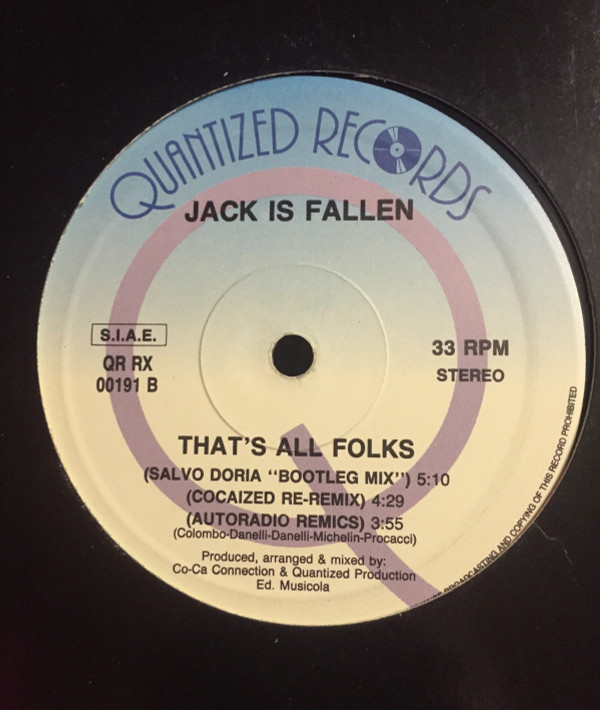 QUANTIZED RECORDS
JACK IS FALLEN
S.I.A.E.
QR RX
00191 B
33 RPM
STEREO
THAT'S ALL FOLKS
(SALVO DORIA "BOOTLEG MIX") 5:10
(COCAIZED RE-REMIX) 4:29
(AUTORADIO REMICS) 3:55
(Colombo-Danelli-Danelli-Michelin-Procacci)
Produced, arranged & mixed by:
Co-Ca Connection & Quantized Production
Ed. Musicola
BROADCASTING AND COPYING OF THIS RECORD PROHIBITED